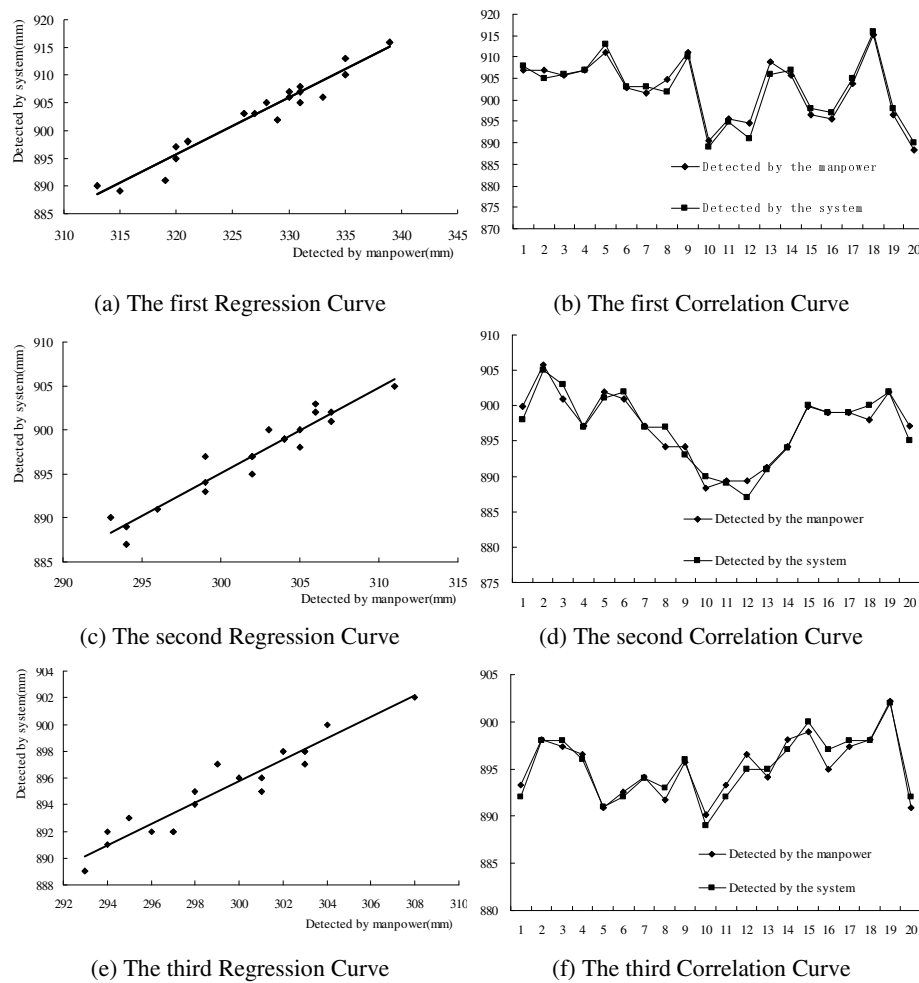 920
915
910
905
900
895
890
885
Detected by system(mm)
310 315 320 325 330 335 340 345
Detected by manpower(mm)
(a) The first Regression Curve
920
915
910
905
900
895
890
885
880
875
870
Detected by the manpower
Detected by the system
1 2 3 4 5 6 7 8 9 10 11 12 13 14 15 16 17 18 19 20
(b) The first Correlation Curve
910
905
900
895
890
885
Detected by system(mm)
290 295 300 305 310 315
Detected by manpower(mm)
(c) The second Regression Curve
910
905
900
895
890
885
880
875
Detected by the manpower
Detected by the system
1 2 3 4 5 6 7 8 9 10 11 12 13 14 15 16 17 18 19 20
(d) The second Correlation Curve
904
902
900
898
896
894
892
890
888
Detected by system(mm)
292 294 296 298 300 302 304 306 308 310
Detected by manpower(mm)
(e) The third Regression Curve
905
900
895
890
885
880
Detected by the manpower
Detected by the system
1 2 3 4 5 6 7 8 9 10 11 12 13 14 15 16 17 18 19 20
(f) The third Correlation Curve